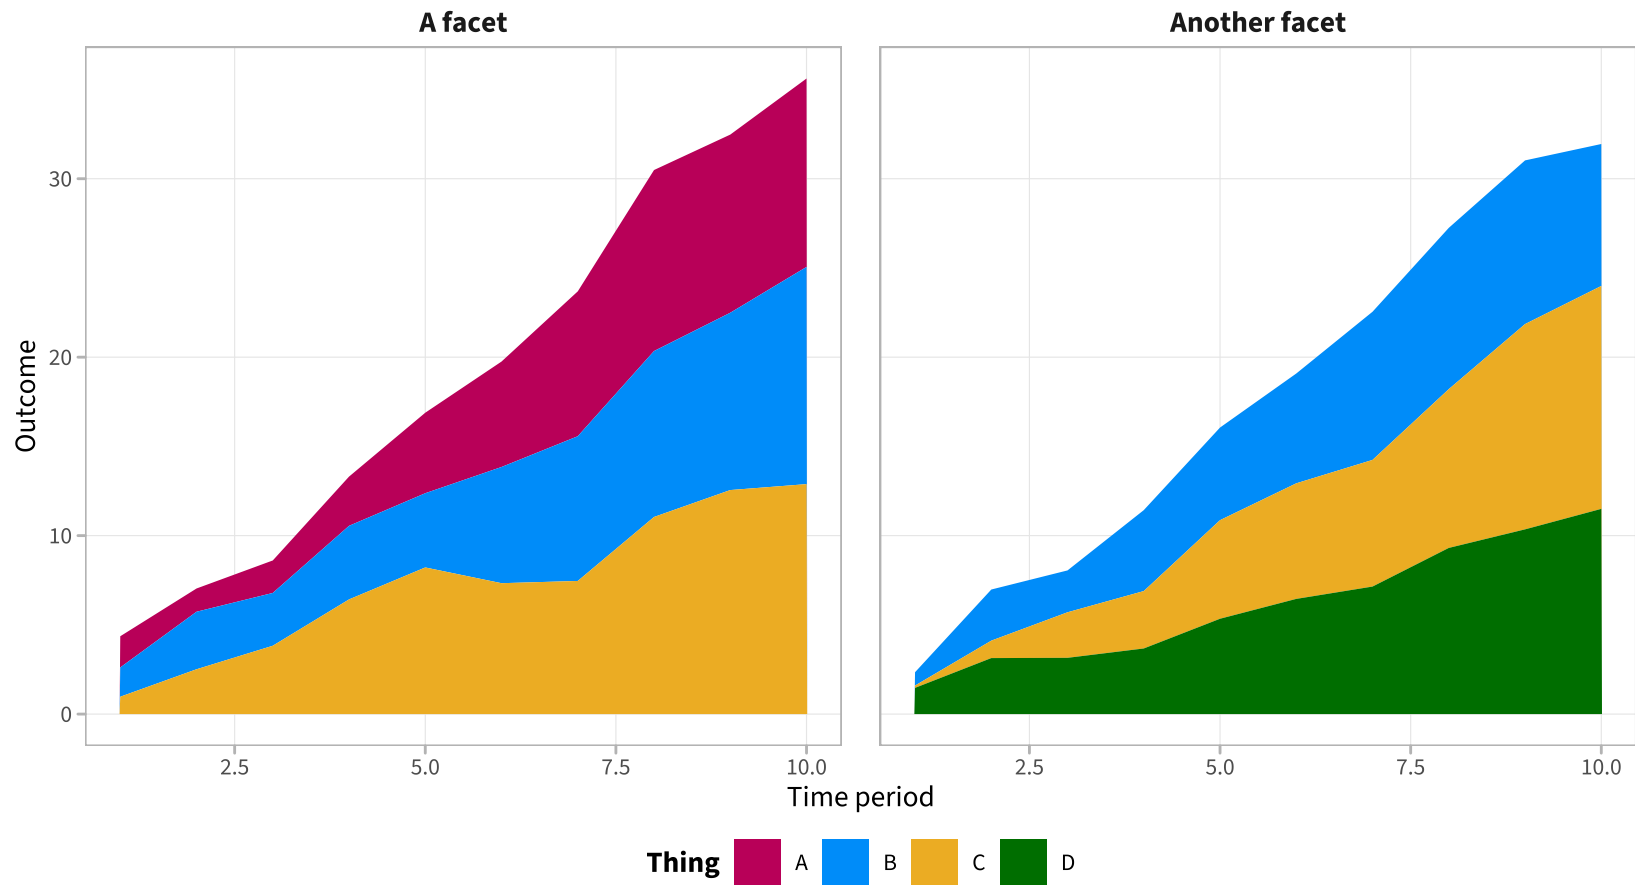 A facet
Another facet
Outcome
30
20
10
0
2.5 5.0 7.5 10.0
2.5 5.0 7.5 10.0
Time period
Thing A B C D